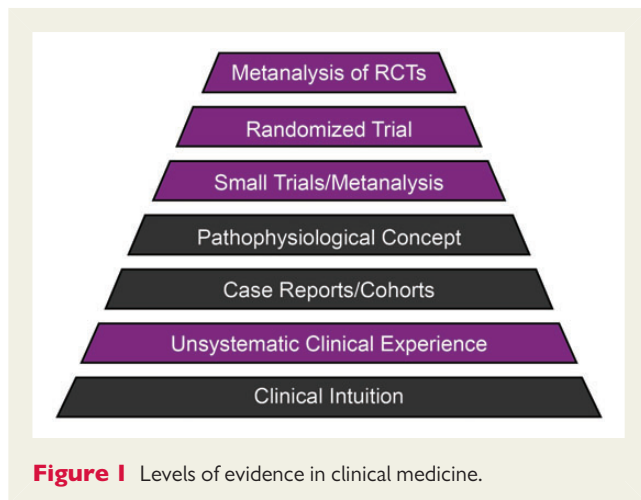 Metanalysis of RCTs
Randomized Trial
Small Trials/Metanalysis
Pathophysiological Concept
Case Reports/Cohorts
Unsystematic Clinical Experience
Clinical Intuition
Figure 1 Levels of evidence in clinical medicine.